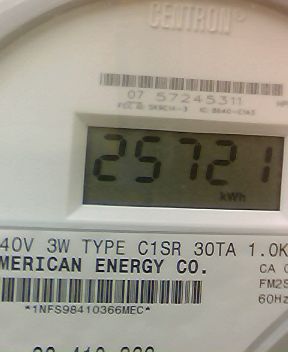 CENTRON®
07 57245311
25721
kWh
40V 3W TYPE C1SR 30TA 1.0K
MERICAN ENERGY CO.
CA
FM2S
60Hz
*1NFS98410366MEC*